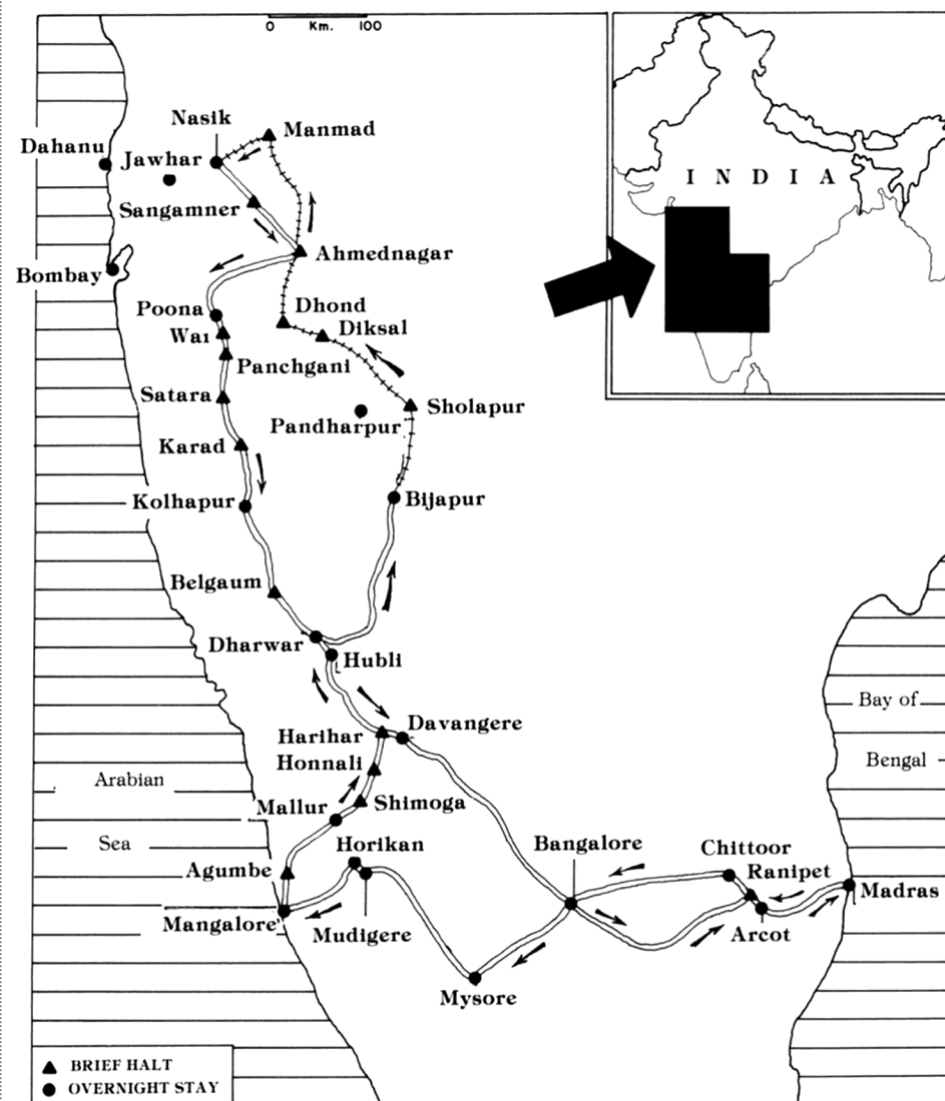 0 Km. 100
Nasik
Manmad
Dahanu
Jawhar
I N D I A
Sangamner
Ahmednagar
Bombay
Dhond
Poona
Diksal
Wai
Panchgani
Satara
Sholapur
Pandharpur
Karad
Kolhapur
Bijapur
Belgaum
Dharwar
Hubli
Bay of
Davangere
Harihar
Honnali
Bengal
Arabian
Shimoga
Mallur
Sea
Horikan
Bangalore
Chittoor
Agumbe
Ranipet
Madras
Mangalore
Mudigere
Arcot
Mysore
BRIEF HALT
OVERNIGHT STAY